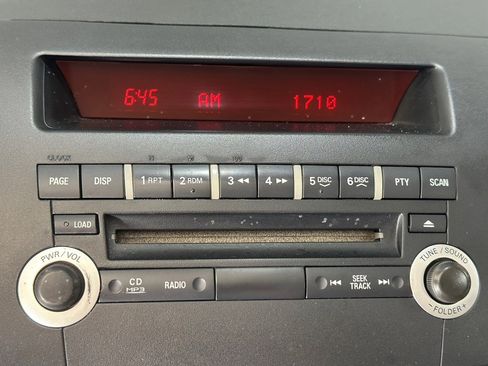 6:45 AM 1710
CLOCK H M :00
PAGE DISP 1 RPT 2 RDM 3 ◀◀ 4 ▶▶ 5 DISC 6 DISC PTY SCAN
LOAD
PWR/VOL
TUNE / SOUND
CD
MP3
RADIO
SEEK
TRACK
−FOLDER+